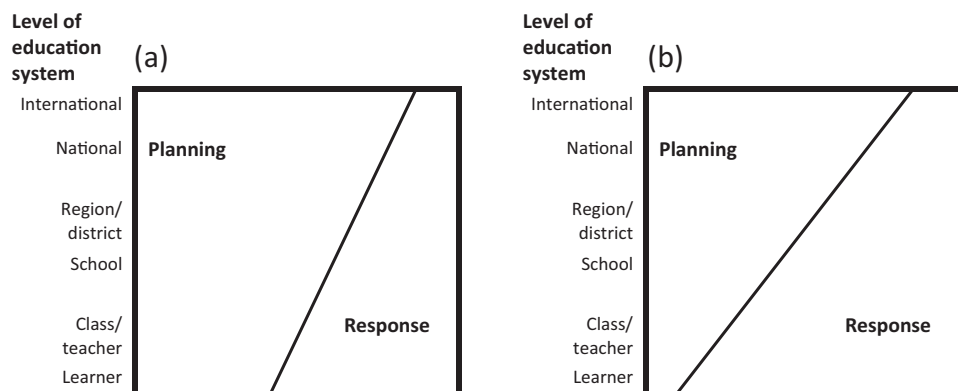 Level of
education
system
(a)
International
National
Planning
Region/
district
School
Class/
teacher
Response
Learner
Level of
education
system
(b)
International
National
Planning
Region/
district
School
Class/
teacher
Response
Learner